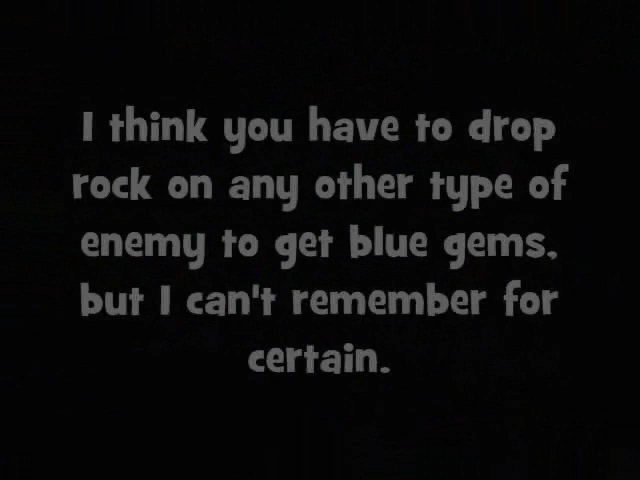 I think you have to drop
rock on any other type of
enemy to get blue gems,
but I can't remember for
certain.